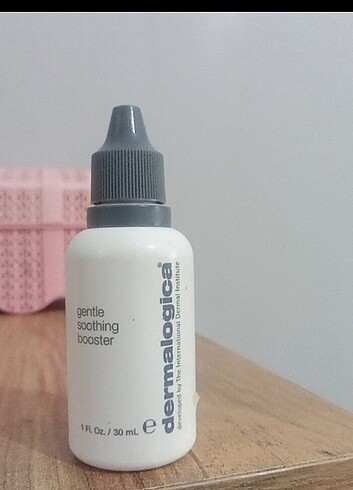 gentle
soothing
booster
1 FL Oz. / 30 mL e
dermalogica®
developed by The International Dermal Institute